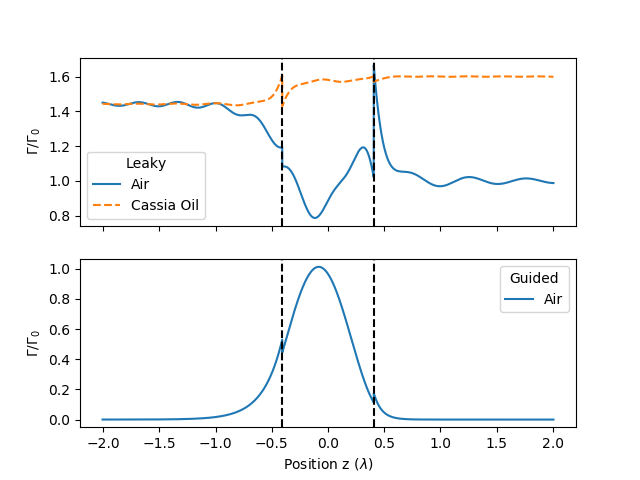 Γ/Γ₀
1.6
1.4
1.2
1.0
0.8
Leaky
Air
Cassia Oil
Γ/Γ₀
1.0
0.8
0.6
0.4
0.2
0.0
Guided
Air
−2.0 −1.5 −1.0 −0.5 0.0 0.5 1.0 1.5 2.0
Position z (λ)